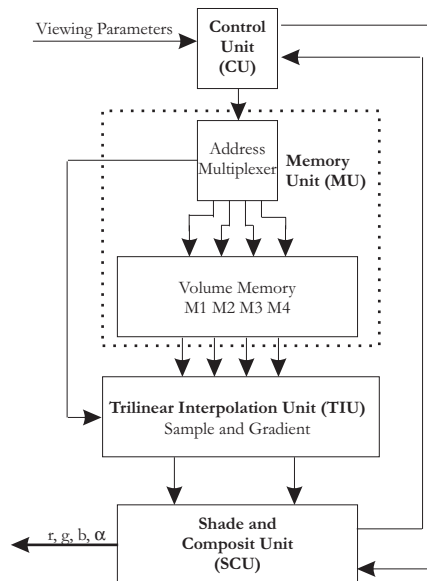 Viewing Parameters
Control
Unit
(CU)
Address
Multiplexer
Memory
Unit (MU)
Volume Memory
M1 M2 M3 M4
Trilinear Interpolation Unit (TIU)
Sample and Gradient
r, g, b, α
Shade and
Composit Unit
(SCU)